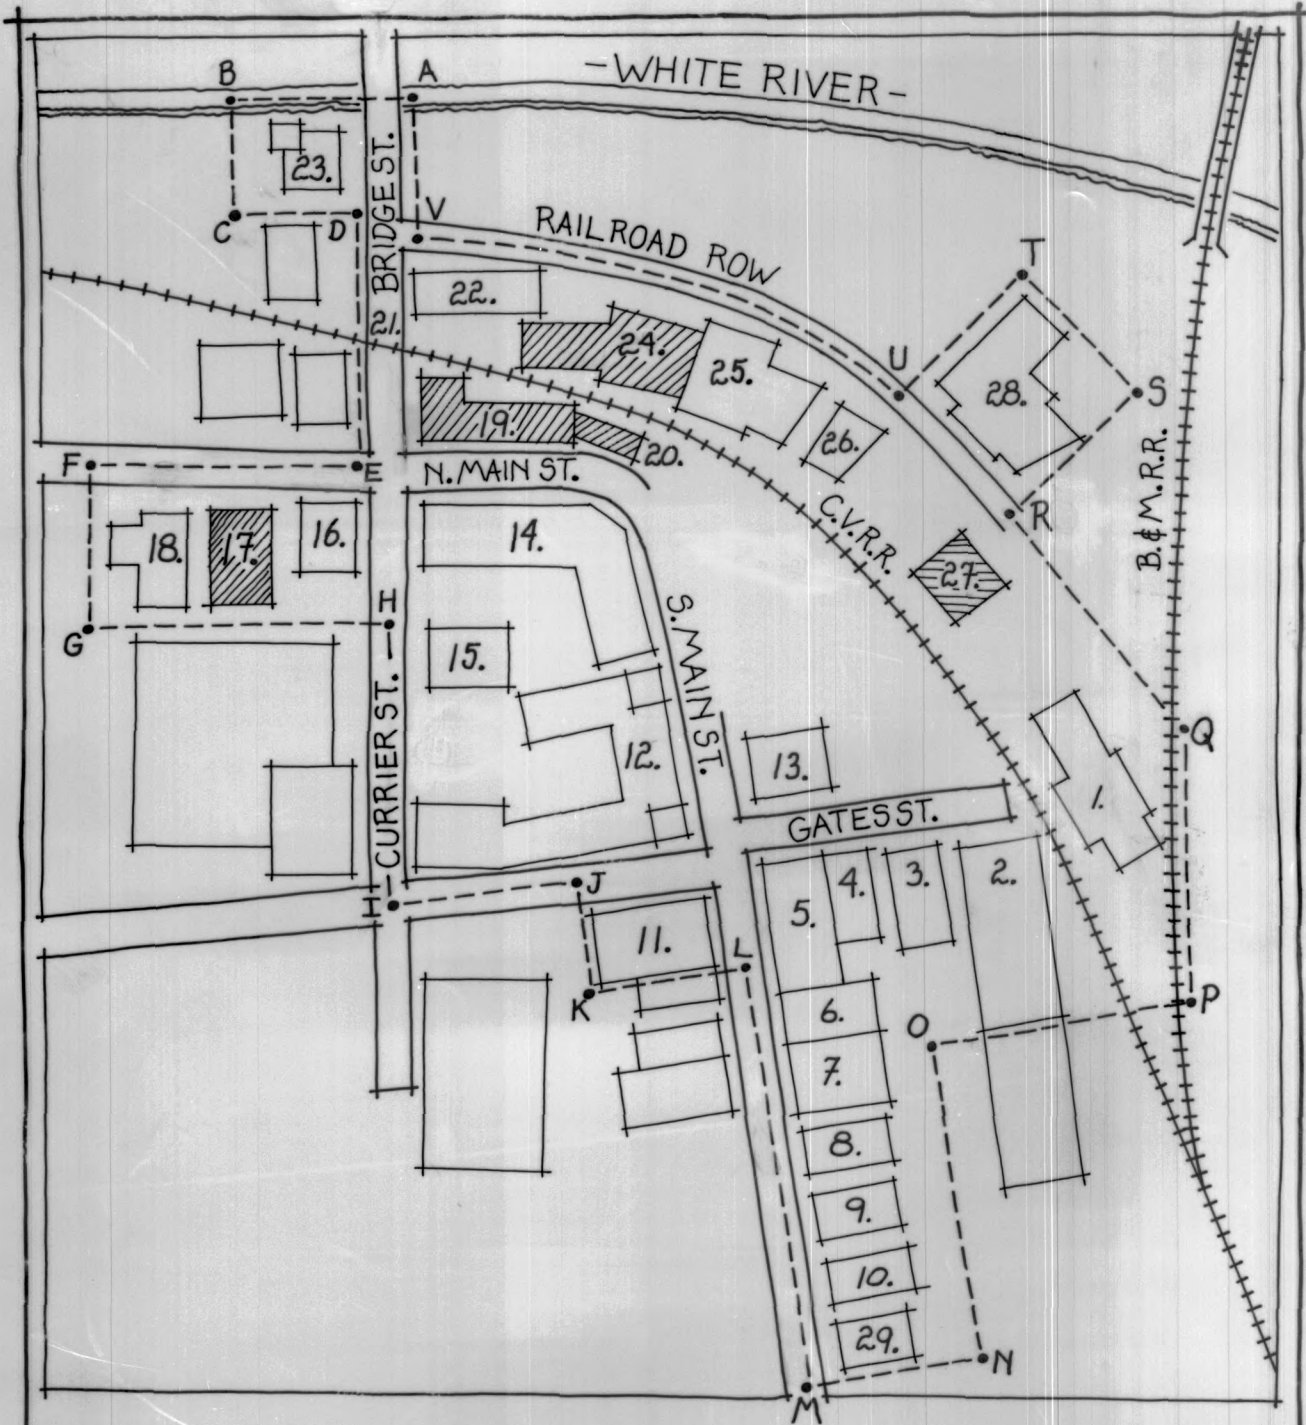 B
A
-WHITE RIVER-
23.
BRIDGE ST.
C
D
V
RAILROAD ROW
T
22.
21.
24.
25.
U
28.
S
19.
20.
26.
B.&M.R.R.
F
E
N. MAIN ST.
C.V.R.R.
R
18.
17.
16.
14.
27.
G
H
S. MAIN ST.
15.
12.
13.
Q
1.
CURRIER ST.
GATES ST.
I
J
5.
4.
3.
2.
11.
L
K
6.
O
P
7.
8.
9.
10.
29.
N
M